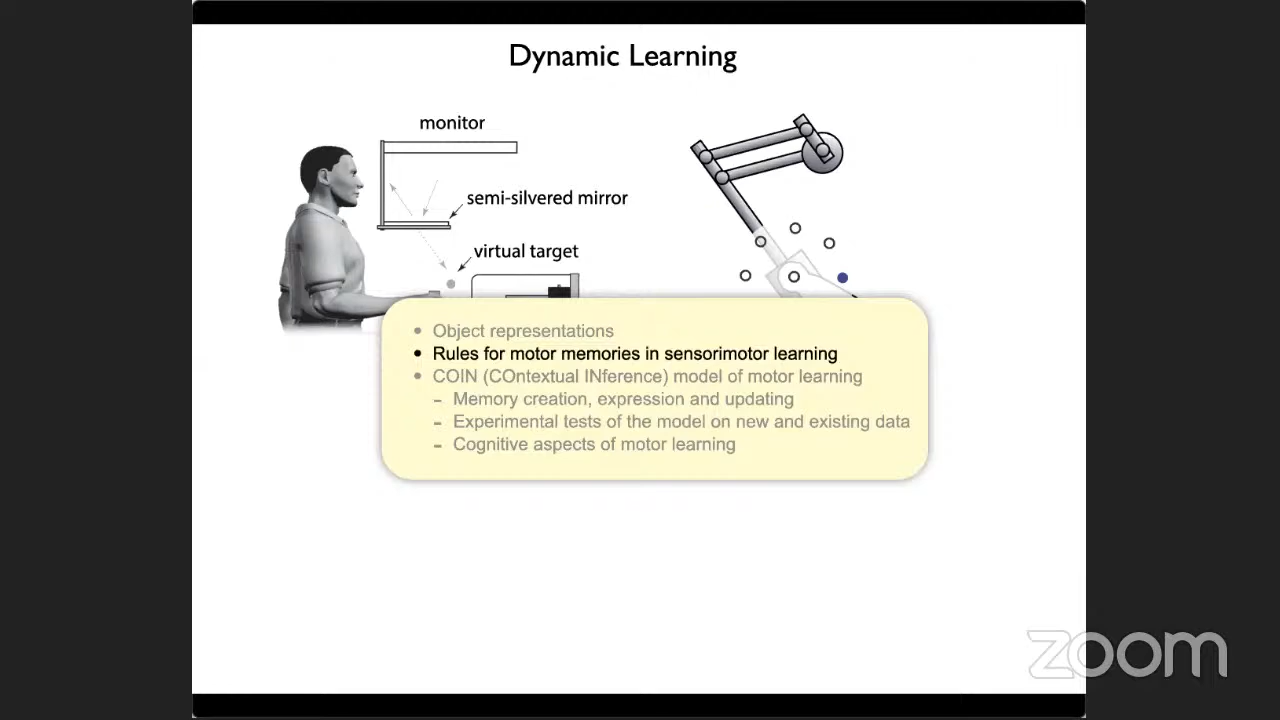 Dynamic Learning
monitor
semi-silvered mirror
virtual target
• Object representations
• Rules for motor memories in sensorimotor learning
• COIN (COntextual INference) model of motor learning
- Memory creation, expression and updating
- Experimental tests of the model on new and existing data
- Cognitive aspects of motor learning
zoom